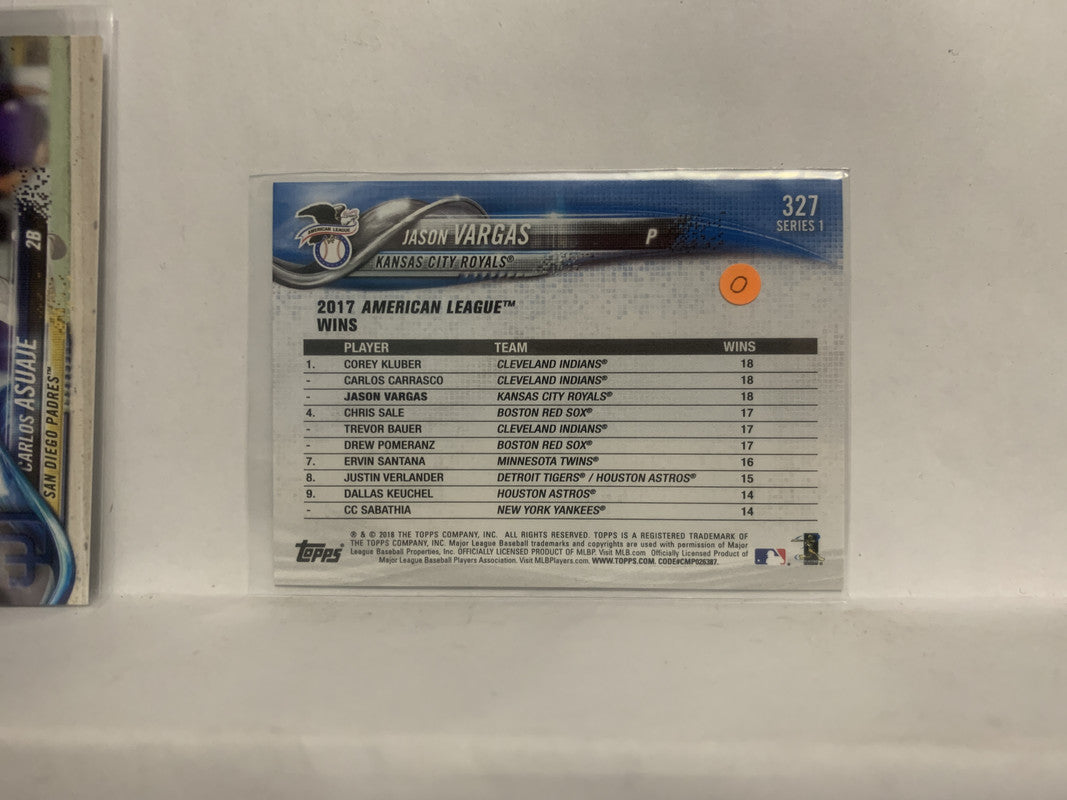 2B
CARLOS ASUAJE
SAN DIEGO PADRES™
AMERICAN LEAGUE
JASON VARGAS P
KANSAS CITY ROYALS®
327
SERIES 1
O
2017 AMERICAN LEAGUE™
WINS
PLAYER TEAM WINS
1. COREY KLUBER CLEVELAND INDIANS® 18
- CARLOS CARRASCO CLEVELAND INDIANS® 18
- JASON VARGAS KANSAS CITY ROYALS® 18
4. CHRIS SALE BOSTON RED SOX® 17
- TREVOR BAUER CLEVELAND INDIANS® 17
- DREW POMERANZ BOSTON RED SOX® 17
7. ERVIN SANTANA MINNESOTA TWINS® 16
8. JUSTIN VERLANDER DETROIT TIGERS® / HOUSTON ASTROS® 15
9. DALLAS KEUCHEL HOUSTON ASTROS® 14
- CC SABATHIA NEW YORK YANKEES® 14
Topps®
® & © 2018 THE TOPPS COMPANY, INC. ALL RIGHTS RESERVED. TOPPS IS A REGISTERED TRADEMARK OF
THE TOPPS COMPANY, INC. Major League Baseball trademarks and copyrights are used with permission of Major
League Baseball Properties, Inc. OFFICIALLY LICENSED PRODUCT OF MLBP. Visit MLB.com Officially Licensed Product of
Major League Baseball Players Association. Visit MLBPlayers.com. WWW.TOPPS.COM. CODE#CMP026387.